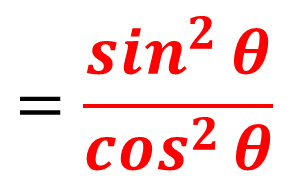 = sin² θ / cos² θ